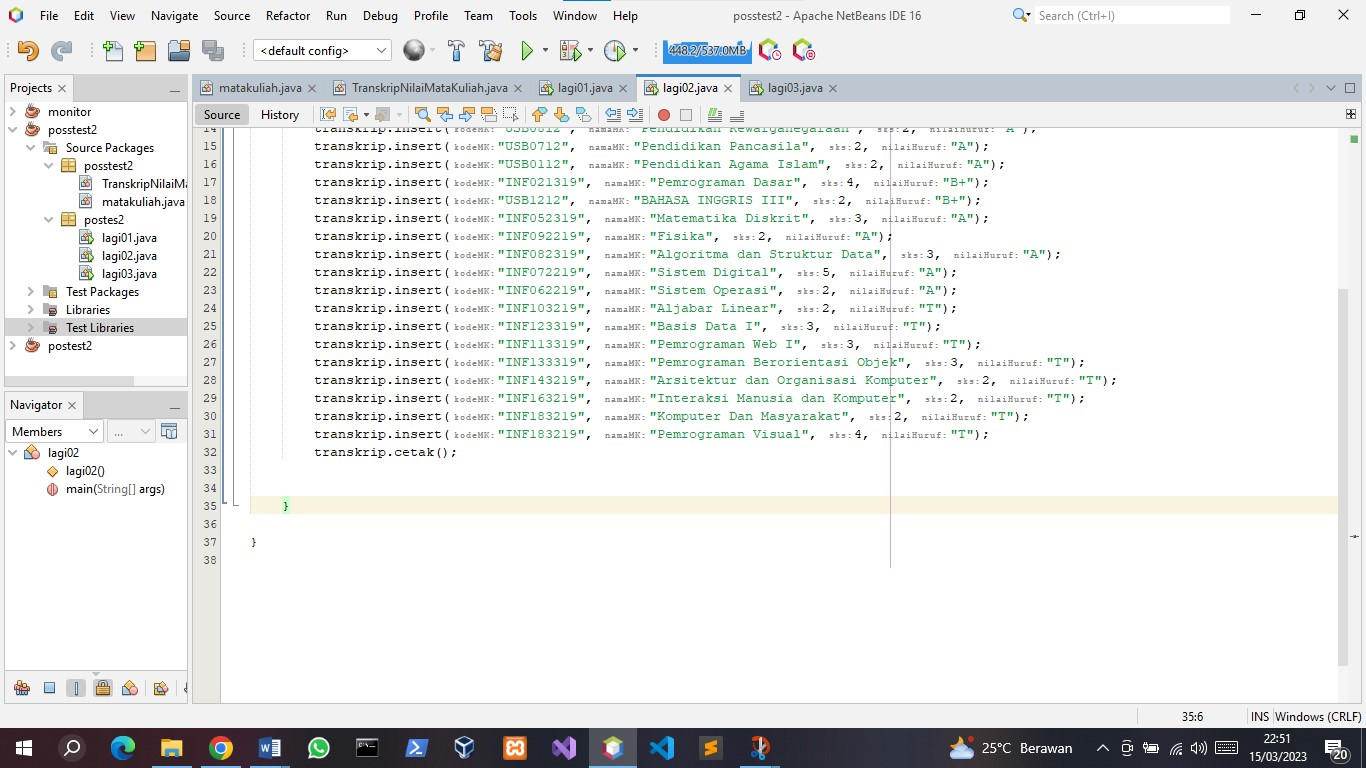 File Edit View Navigate Source Refactor Run Debug Profile Team Tools Window Help posstest2 - Apache NetBeans IDE 16 Search (Ctrl+I)
<default config> 448.2/537.0MB
Projects
matakuliah.java TranskripNilaiMataKuliah.java lagi01.java lagi02.java lagi03.java
Source History
monitor
posstest2
Source Packages
posstest2
TranskripNilaiMa
matakuliah.java
postes2
lagi01.java
lagi02.java
lagi03.java
Test Packages
Libraries
Test Libraries
postest2
Navigator
Members ...
lagi02
lagi02()
main(String[] args)
14 transkrip.insert( kodeMK: "USB0812", namaMK: "Pendidikan Kewarganegaraan", sks: 2, nilaiHuruf: "A");
15 transkrip.insert( kodeMK: "USB0712", namaMK: "Pendidikan Pancasila", sks: 2, nilaiHuruf: "A");
16 transkrip.insert( kodeMK: "USB0112", namaMK: "Pendidikan Agama Islam", sks: 2, nilaiHuruf: "A");
17 transkrip.insert( kodeMK: "INF021319", namaMK: "Pemrograman Dasar", sks: 4, nilaiHuruf: "B+");
18 transkrip.insert( kodeMK: "USB1212", namaMK: "BAHASA INGGRIS III", sks: 2, nilaiHuruf: "B+");
19 transkrip.insert( kodeMK: "INF052319", namaMK: "Matematika Diskrit", sks: 3, nilaiHuruf: "A");
20 transkrip.insert( kodeMK: "INF092219", namaMK: "Fisika", sks: 2, nilaiHuruf: "A");
21 transkrip.insert( kodeMK: "INF082319", namaMK: "Algoritma dan Struktur Data", sks: 3, nilaiHuruf: "A");
22 transkrip.insert( kodeMK: "INF072219", namaMK: "Sistem Digital", sks: 5, nilaiHuruf: "A");
23 transkrip.insert( kodeMK: "INF062219", namaMK: "Sistem Operasi", sks: 2, nilaiHuruf: "A");
24 transkrip.insert( kodeMK: "INF103219", namaMK: "Aljabar Linear", sks: 2, nilaiHuruf: "T");
25 transkrip.insert( kodeMK: "INF123319", namaMK: "Basis Data I", sks: 3, nilaiHuruf: "T");
26 transkrip.insert( kodeMK: "INF113319", namaMK: "Pemrograman Web I", sks: 3, nilaiHuruf: "T");
27 transkrip.insert( kodeMK: "INF133319", namaMK: "Pemrograman Berorientasi Objek", sks: 3, nilaiHuruf: "T");
28 transkrip.insert( kodeMK: "INF143219", namaMK: "Arsitektur dan Organisasi Komputer", sks: 2, nilaiHuruf: "T");
29 transkrip.insert( kodeMK: "INF163219", namaMK: "Interaksi Manusia dan Komputer", sks: 2, nilaiHuruf: "T");
30 transkrip.insert( kodeMK: "INF183219", namaMK: "Komputer Dan Masyarakat", sks: 2, nilaiHuruf: "T");
31 transkrip.insert( kodeMK: "INF183219", namaMK: "Pemrograman Visual", sks: 4, nilaiHuruf: "T");
32 transkrip.cetak();
33
34
35 }
36
37 }
38
35:6 INS Windows (CRLF)
25°C Berawan
22:51
15/03/2023
20